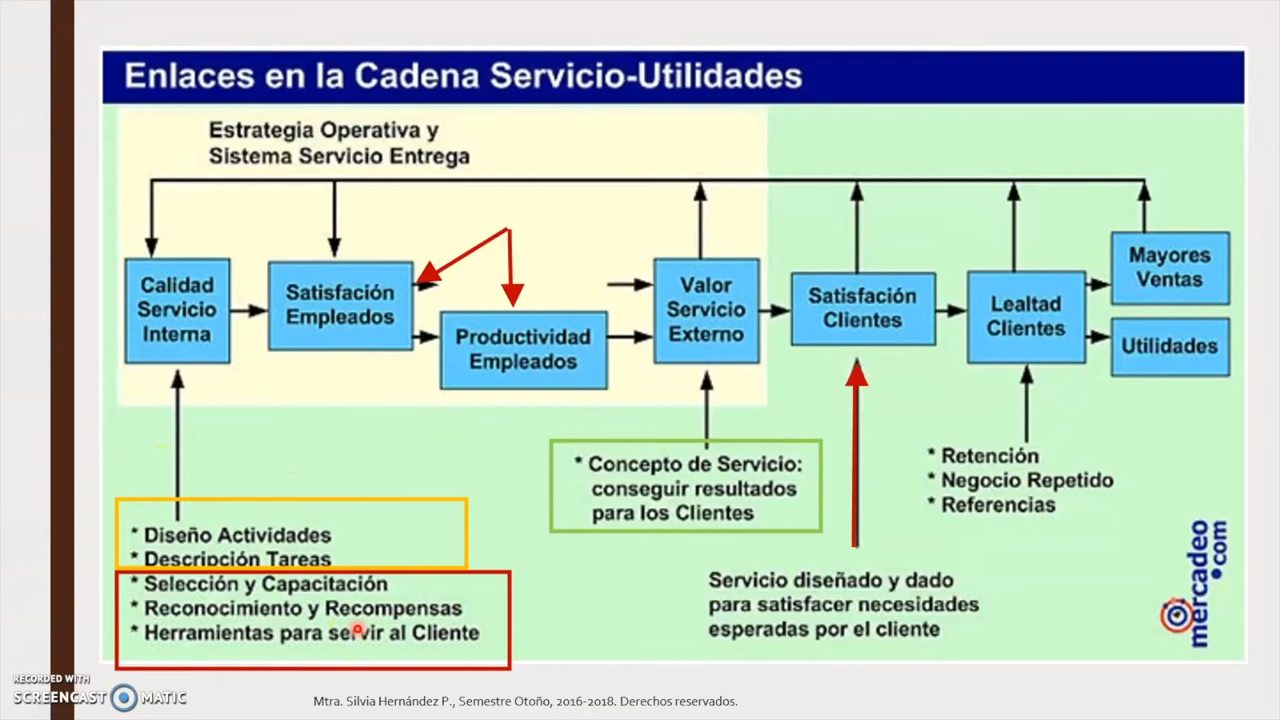 Enlaces en la Cadena Servicio-Utilidades
Estrategia Operativa y
Sistema Servicio Entrega
Calidad
Servicio
Interna
Satisfacción
Empleados
Productividad
Empleados
Valor
Servicio
Externo
Satisfacción
Clientes
Lealtad
Clientes
Mayores
Ventas
Utilidades
* Diseño Actividades
* Descripción Tareas
* Selección y Capacitación
* Reconocimiento y Recompensas
* Herramientas para servir al Cliente
* Concepto de Servicio:
conseguir resultados
para los Clientes
Servicio diseñado y dado
para satisfacer necesidades
esperadas por el cliente
* Retención
* Negocio Repetido
* Referencias
mercadeo
.com
RECORDED WITH
SCREENCAST MATIC
Mtra. Silvia Hernández P., Semestre Otoño, 2016-2018. Derechos reservados.